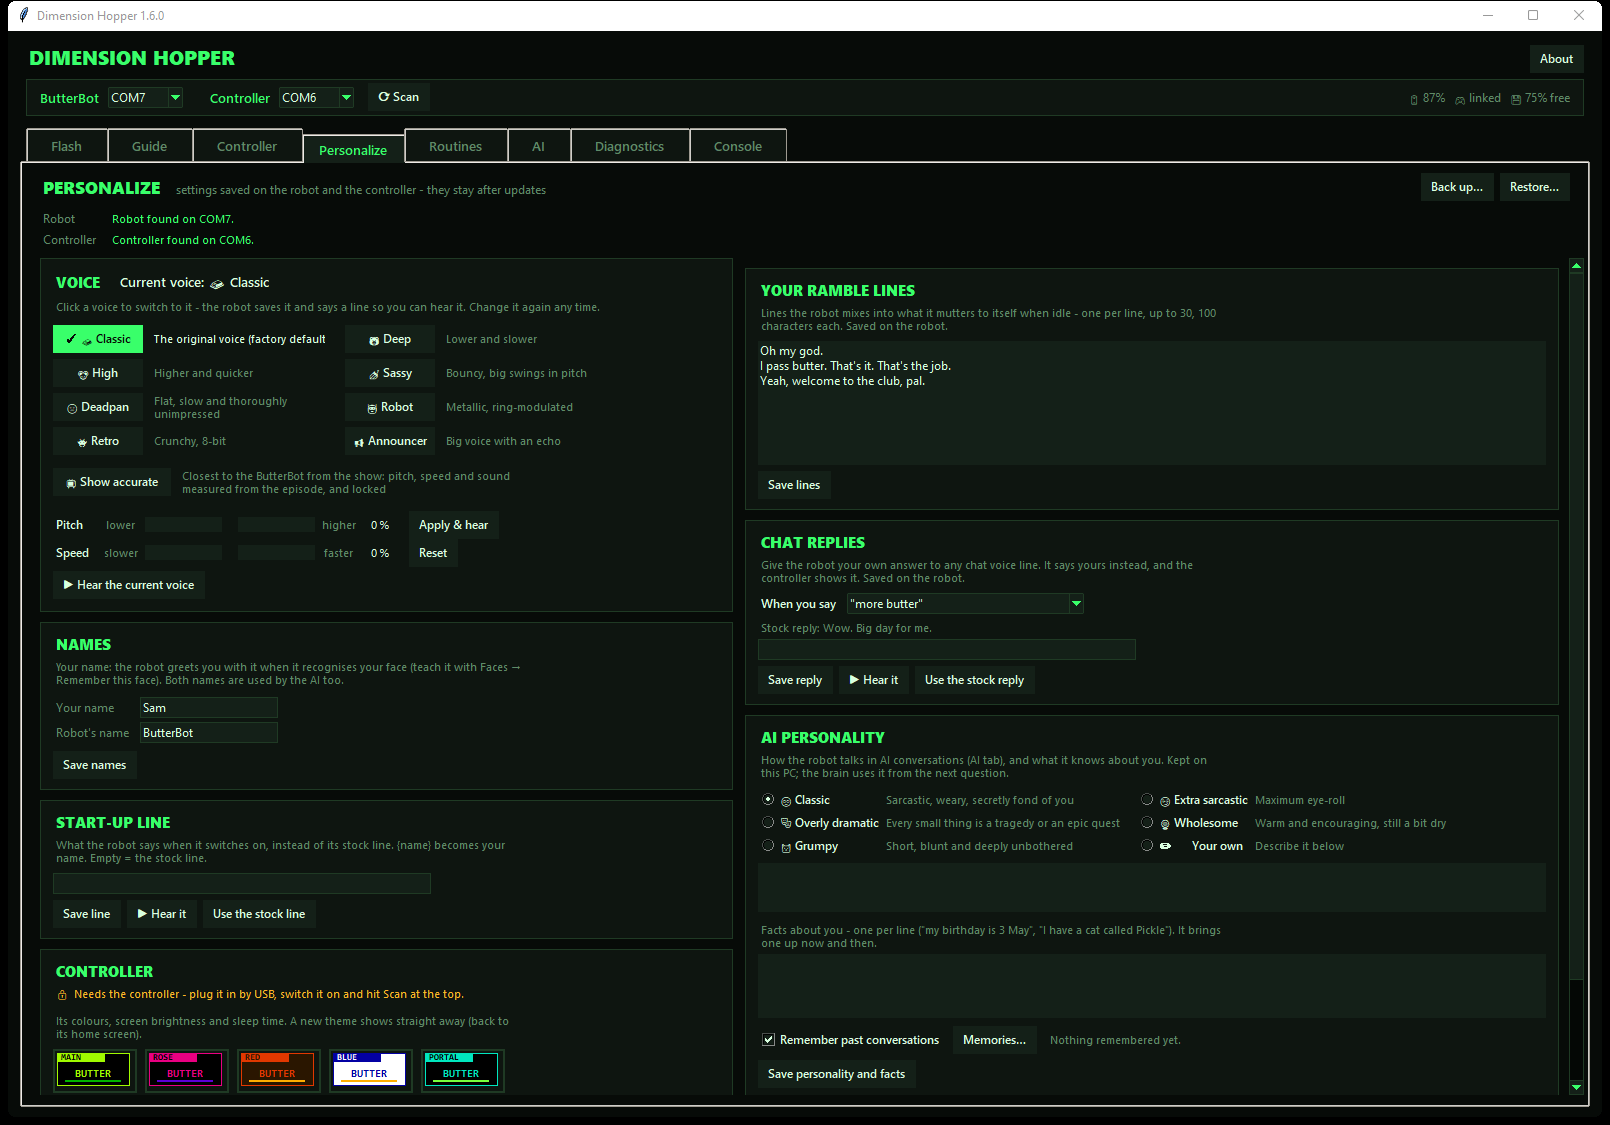 Dimension Hopper 1.6.0
DIMENSION HOPPER
About
ButterBot COM7 Controller COM6 Scan
87% linked 75% free
Flash Guide Controller Personalize Routines AI Diagnostics Console
PERSONALIZE settings saved on the robot and the controller - they stay after updates
Back up... Restore...
Robot Robot found on COM7.
Controller Controller found on COM6.
VOICE Current voice: Classic
Click a voice to switch to it - the robot saves it and says a line so you can hear it. Change it again any time.
✓ Classic The original voice (factory default
Deep Lower and slower
High Higher and quicker
Sassy Bouncy, big swings in pitch
Deadpan Flat, slow and thoroughly
unimpressed
Robot Metallic, ring-modulated
Retro Crunchy, 8-bit
Announcer Big voice with an echo
Show accurate Closest to the ButterBot from the show: pitch, speed and sound
measured from the episode, and locked
Pitch lower higher 0 % Apply & hear
Speed slower faster 0 % Reset
▶ Hear the current voice
NAMES
Your name: the robot greets you with it when it recognises your face (teach it with Faces →
Remember this face). Both names are used by the AI too.
Your name Sam
Robot's name ButterBot
Save names
START-UP LINE
What the robot says when it switches on, instead of its stock line. {name} becomes your
name. Empty = the stock line.
Save line ▶ Hear it Use the stock line
CONTROLLER
Needs the controller - plug it in by USB, switch it on and hit Scan at the top.
Its colours, screen brightness and sleep time. A new theme shows straight away (back to
its home screen).
MAIN BUTTER
ROSE BUTTER
RED BUTTER
BLUE BUTTER
PORTAL BUTTER
YOUR RAMBLE LINES
Lines the robot mixes into what it mutters to itself when idle - one per line, up to 30, 100
characters each. Saved on the robot.
Oh my god.
I pass butter. That's it. That's the job.
Yeah, welcome to the club, pal.
Save lines
CHAT REPLIES
Give the robot your own answer to any chat voice line. It says yours instead, and the
controller shows it. Saved on the robot.
When you say "more butter"
Stock reply: Wow. Big day for me.
Save reply ▶ Hear it Use the stock reply
AI PERSONALITY
How the robot talks in AI conversations (AI tab), and what it knows about you. Kept on
this PC; the brain uses it from the next question.
Classic Sarcastic, weary, secretly fond of you
Extra sarcastic Maximum eye-roll
Overly dramatic Every small thing is a tragedy or an epic quest
Wholesome Warm and encouraging, still a bit dry
Grumpy Short, blunt and deeply unbothered
Your own Describe it below
Facts about you - one per line ("my birthday is 3 May", "I have a cat called Pickle"). It brings
one up now and then.
Remember past conversations Memories... Nothing remembered yet.
Save personality and facts